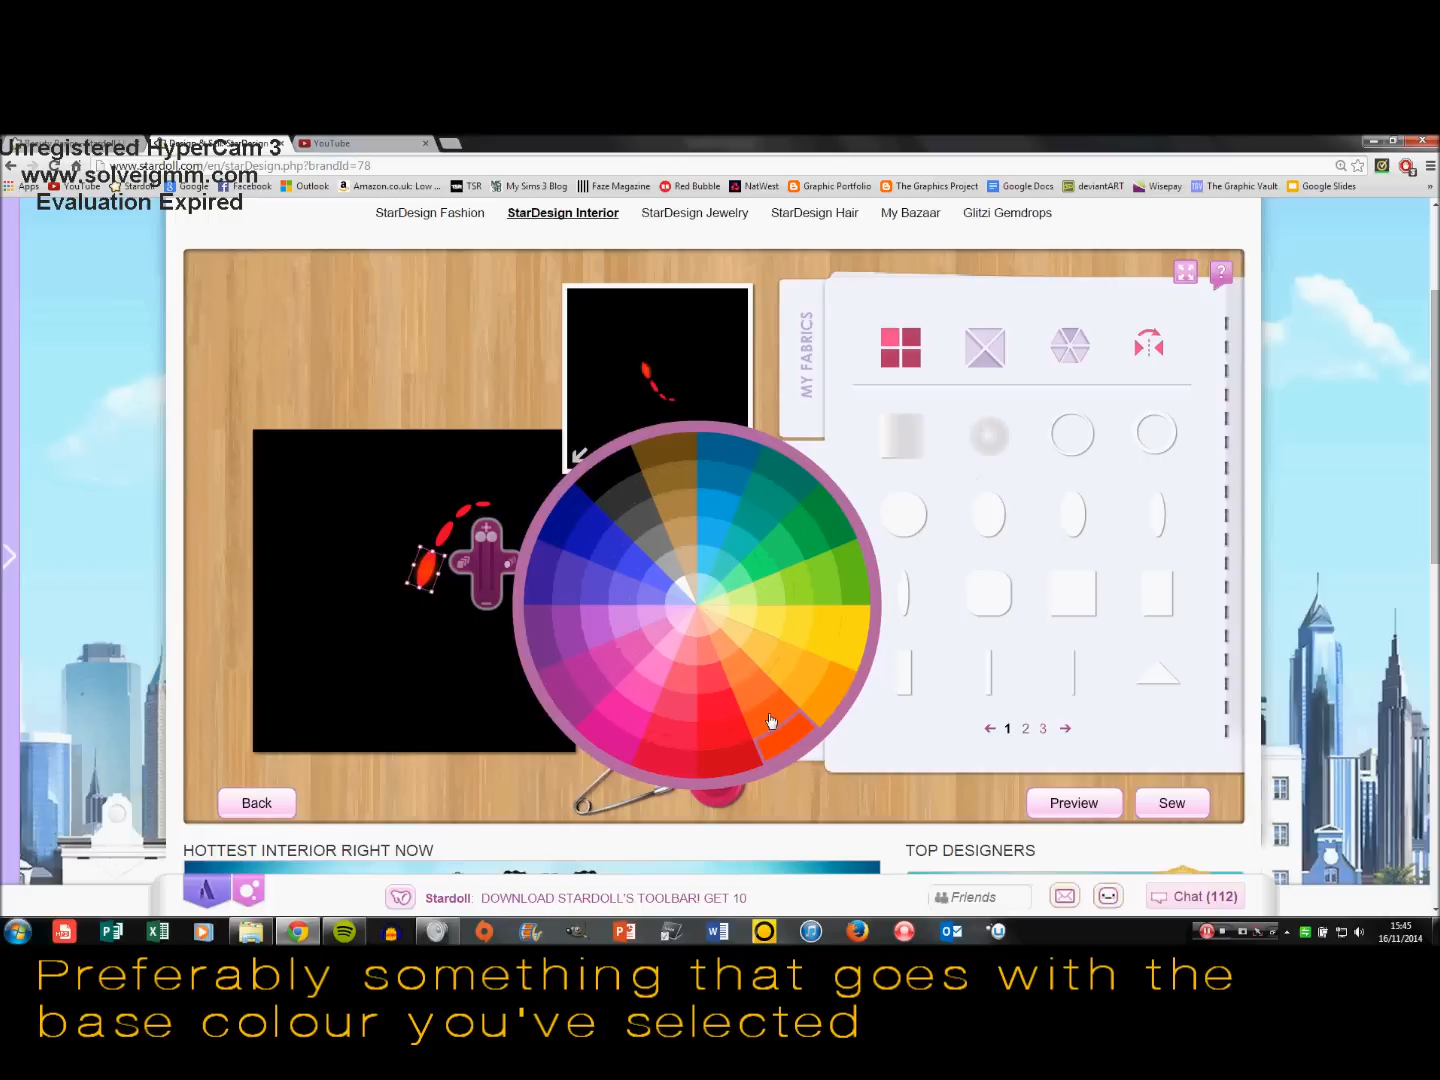 Unregistered HyperCam 3
www.solveigmm.com
Evaluation Expired
YouTube
www.stardoll.com/en/starDesign.php?brandId=78
Apps YouTube Stardoll Google Facebook Outlook Amazon.co.uk: Low ... TSR My Sims 3 Blog Faze Magazine Red Bubble NatWest Graphic Portfolio The Graphics Project Google Docs deviantART Wisepay The Graphic Vault Google Slides
StarDesign Fashion StarDesign Interior StarDesign Jewelry StarDesign Hair My Bazaar Glitzi Gemdrops
?
MY FABRICS
1 2 3
Back Preview Sew
HOTTEST INTERIOR RIGHT NOW TOP DESIGNERS
Stardoll: DOWNLOAD STARDOLL'S TOOLBAR! GET 10 Friends Chat (112)
15:45
16/11/2014
Preferably something that goes with the
base colour you've selected